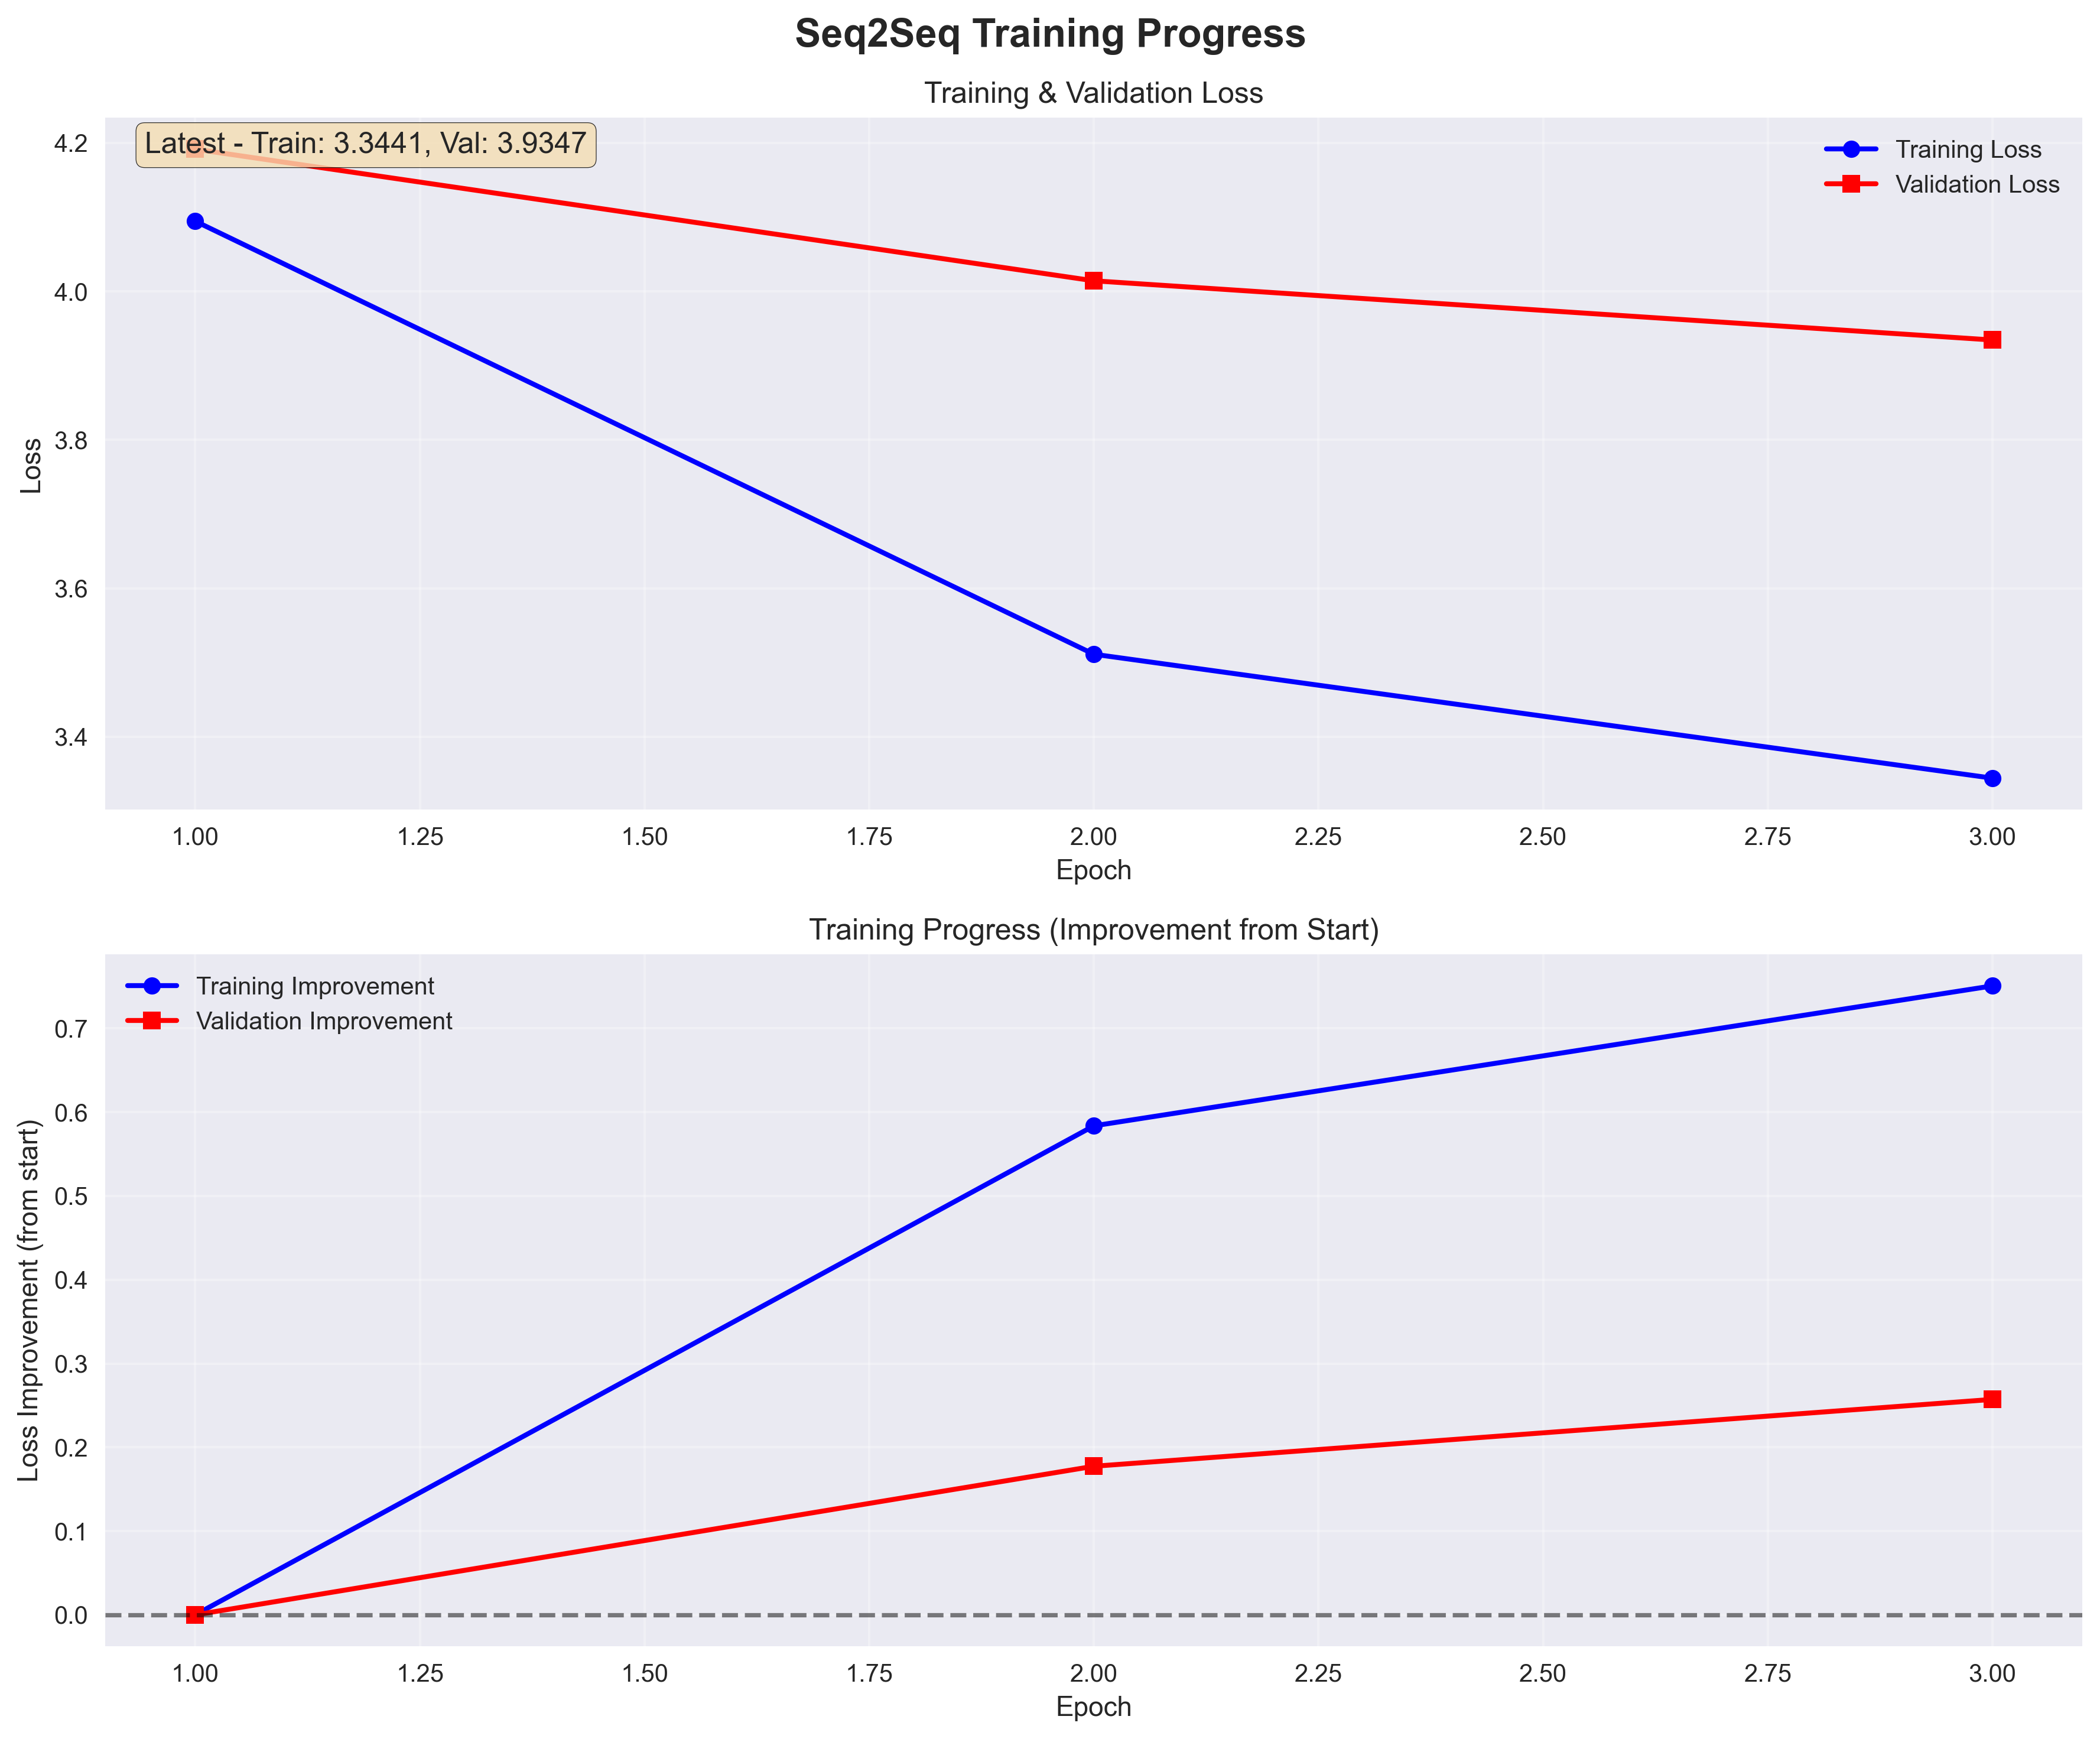 Seq2Seq Training Progress
Training & Validation Loss
Latest - Train: 3.3441, Val: 3.9347
Training Loss
Validation Loss
Loss
4.2
4.0
3.8
3.6
3.4
1.00 1.25 1.50 1.75 2.00 2.25 2.50 2.75 3.00
Epoch
Training Progress (Improvement from Start)
Training Improvement
Validation Improvement
Loss Improvement (from start)
0.7
0.6
0.5
0.4
0.3
0.2
0.1
0.0
1.00 1.25 1.50 1.75 2.00 2.25 2.50 2.75 3.00
Epoch